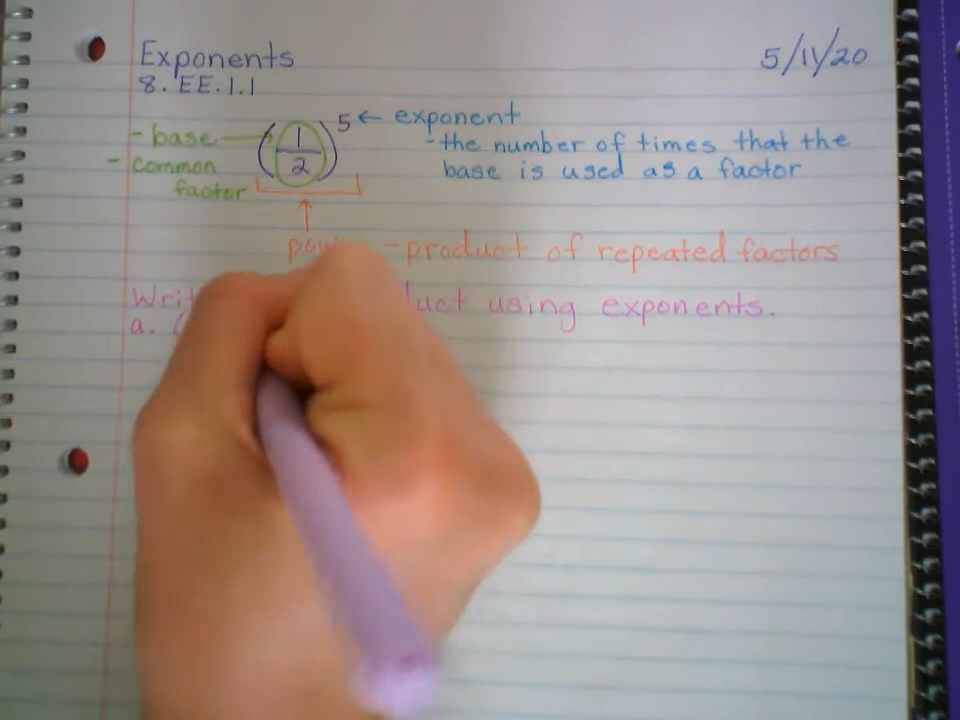 Exponents 5/11/20
8.EE.1.1
- base (1/2)^5 ← exponent
- common factor
- the number of times that the
base is used as a factor
- product of repeated factors
using exponents.
a. (